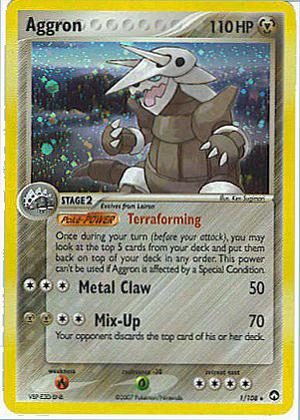 Aggron 110 HP
Illus. Ken Sugimori
STAGE 2 Evolves from Lairon
Poké-POWER Terraforming
Once during your turn (before your attack), you may
look at the top 5 cards from your deck and put them
back on top of your deck in any order. This power
can't be used if Aggron is affected by a Special Condition.
Metal Claw 50
Mix-Up 70
Your opponent discards the top card of his or her deck.
weakness resistance -30 retreat cost
©2007 Pokémon/Nintendo
1/108